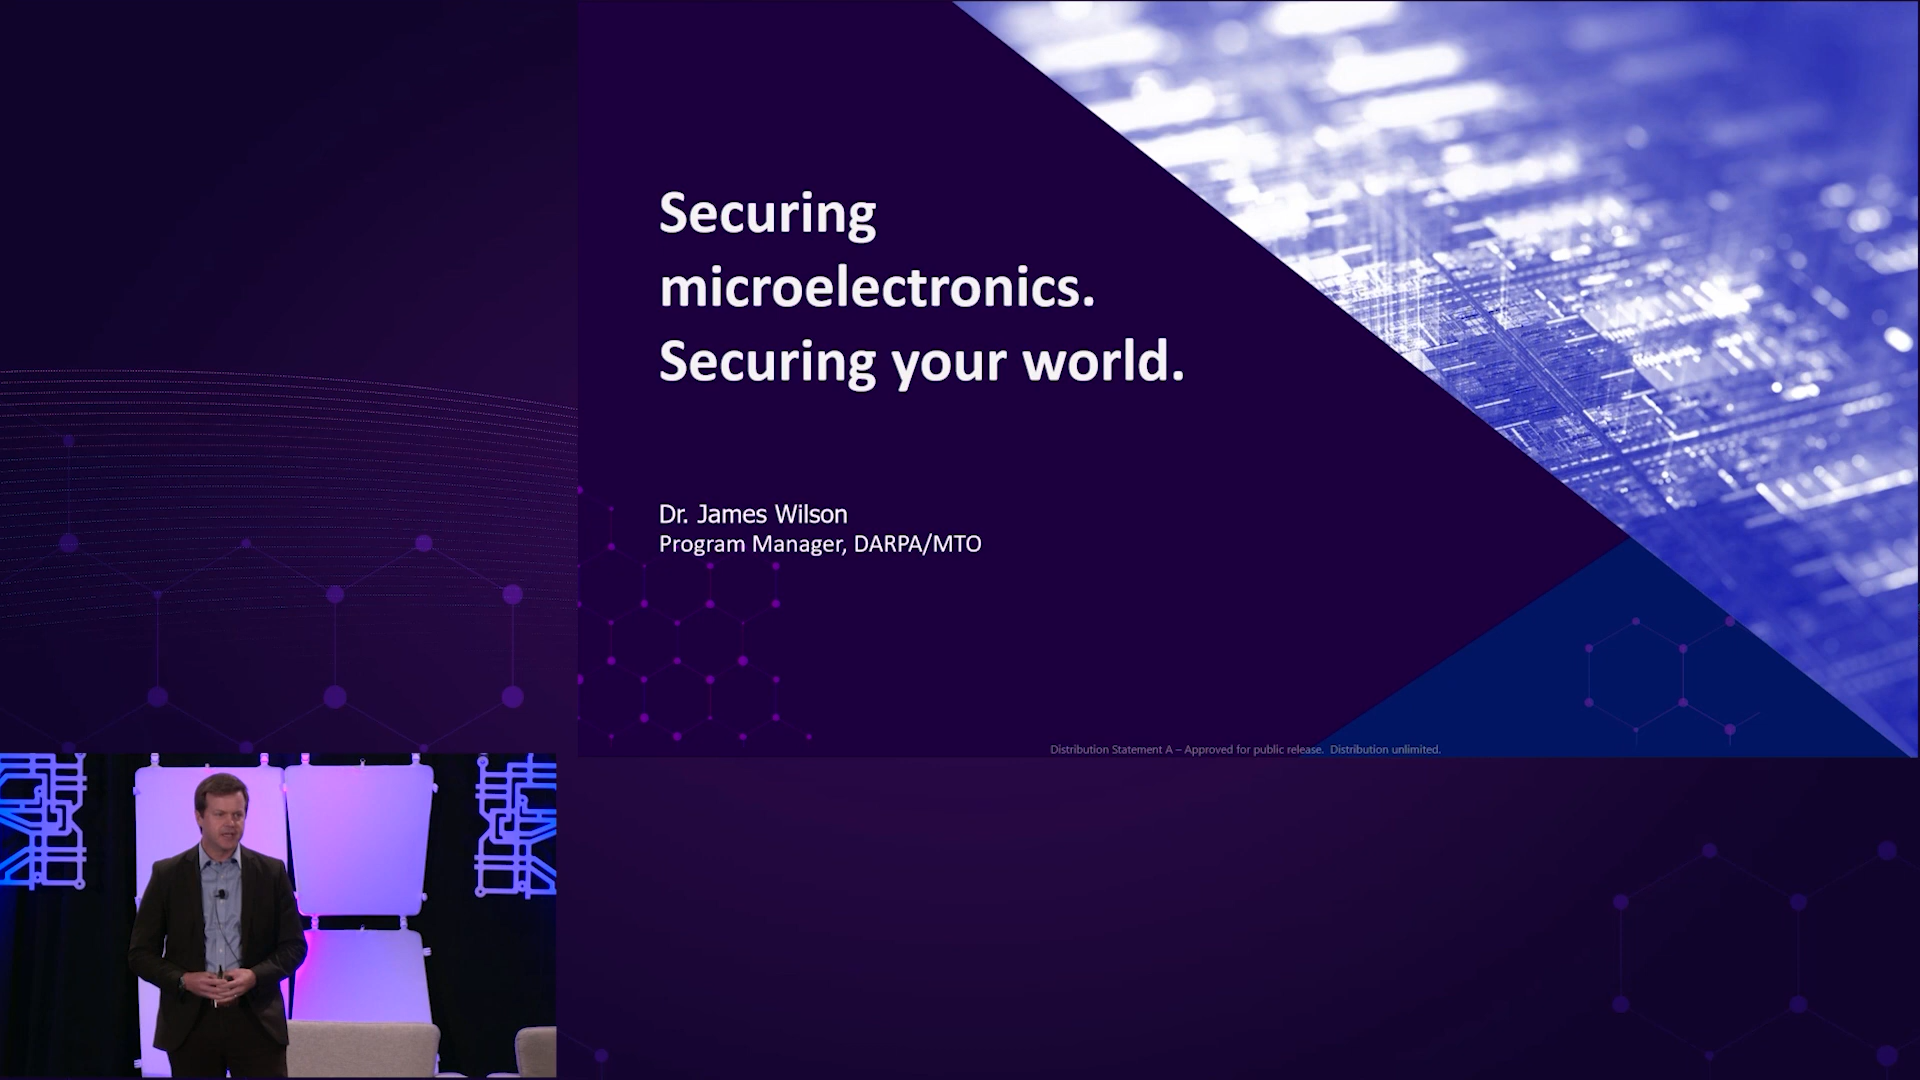 Securing
microelectronics.
Securing your world.
Dr. James Wilson
Program Manager, DARPA/MTO
Distribution Statement A – Approved for public release. Distribution unlimited.